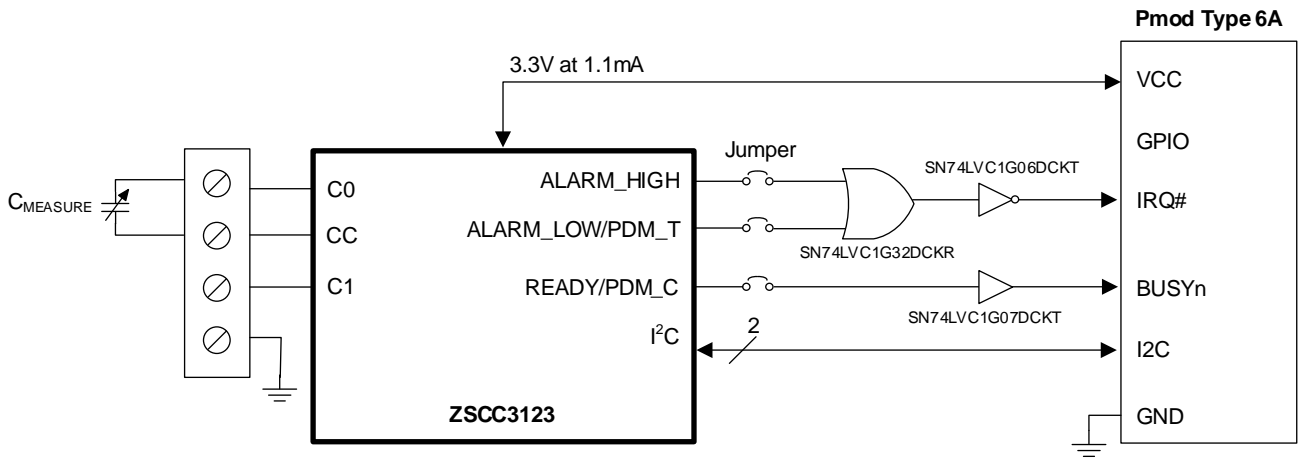 Pmod Type 6A
3.3V at 1.1mA
VCC
GPIO
Jumper
SN74LVC1G06DCKT
C0
ALARM_HIGH
IRQ#
CMEASURE
CC
ALARM_LOW/PDM_T
SN74LVC1G32DCKR
C1
READY/PDM_C
BUSYn
SN74LVC1G07DCKT
I²C
2
I2C
ZSCC3123
GND